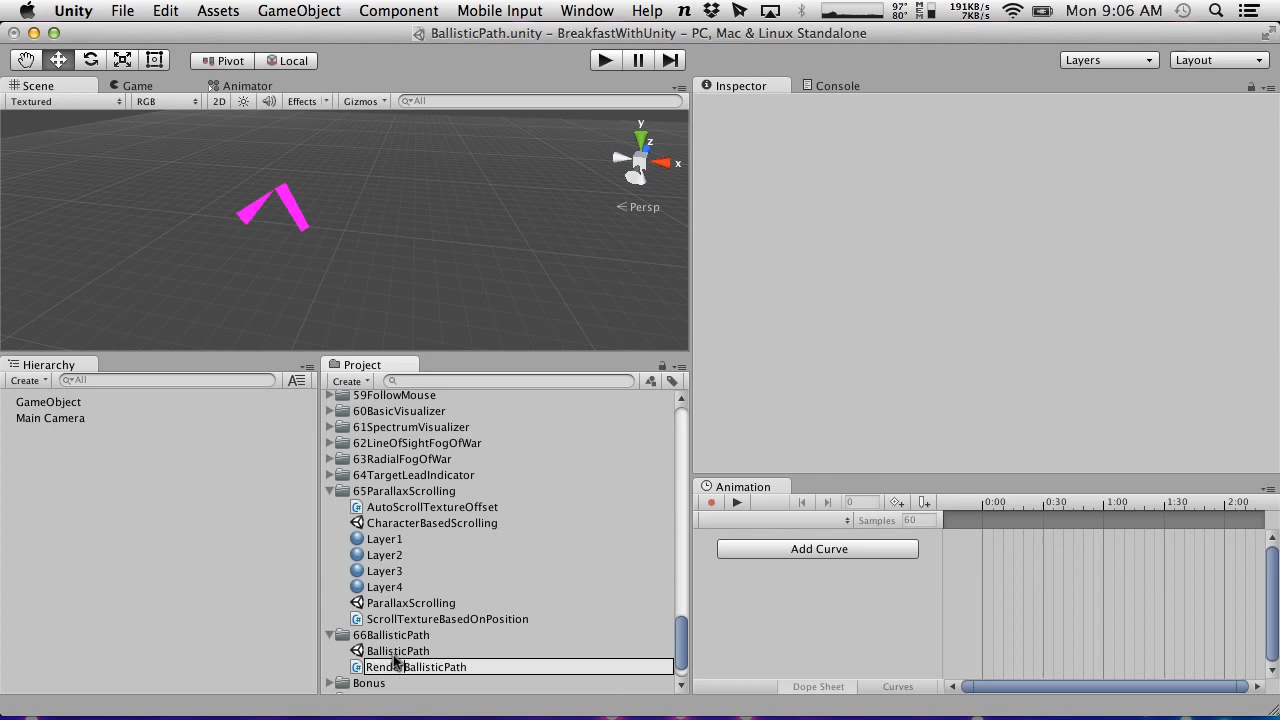 Unity File Edit Assets GameObject Component Mobile Input Window Help n 97° 80° 191KB/s 7KB/s Mon 9:06 AM
BallisticPath.unity – BreakfastWithUnity – PC, Mac & Linux Standalone
Pivot Local Layers Layout
Scene Game Animator Inspector Console
Textured RGB 2D Effects Gizmos All
y
z
x
Persp
Hierarchy Project
Create All Create
GameObject
Main Camera
59FollowMouse
60BasicVisualizer
61SpectrumVisualizer
62LineOfSightFogOfWar
63RadialFogOfWar
64TargetLeadIndicator
65ParallaxScrolling
AutoScrollTextureOffset
CharacterBasedScrolling
Layer1
Layer2
Layer3
Layer4
ParallaxScrolling
ScrollTextureBasedOnPosition
66BallisticPath
BallisticPath
RenderBallisticPath
Bonus
Animation
0 0:00 0:30 1:00 1:30 2:00
Samples 60
Add Curve
Dope Sheet Curves